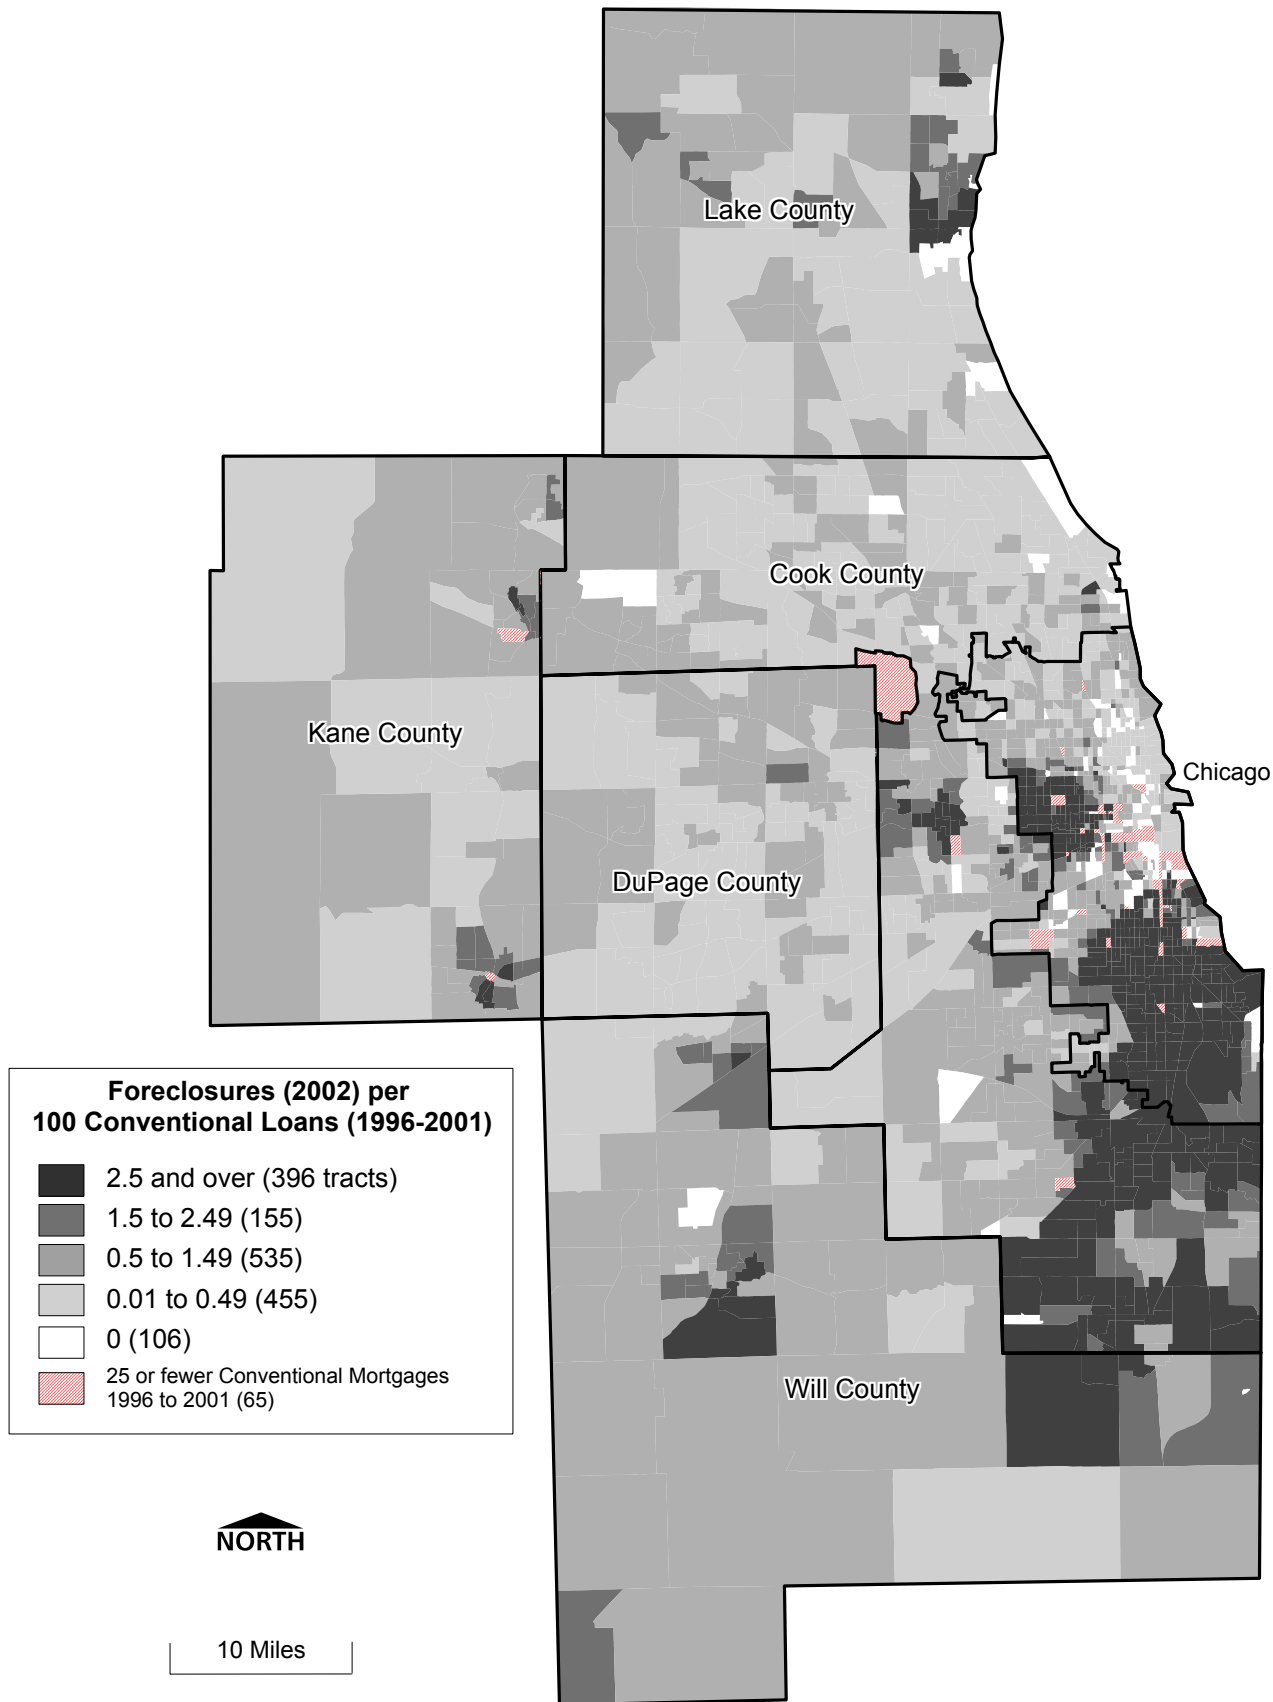 Lake County
Cook County
Kane County
Chicago
DuPage County
Foreclosures (2002) per
100 Conventional Loans (1996-2001)
2.5 and over (396 tracts)
1.5 to 2.49 (155)
0.5 to 1.49 (535)
0.01 to 0.49 (455)
0 (106)
25 or fewer Conventional Mortgages
1996 to 2001 (65)
Will County
NORTH
10 Miles